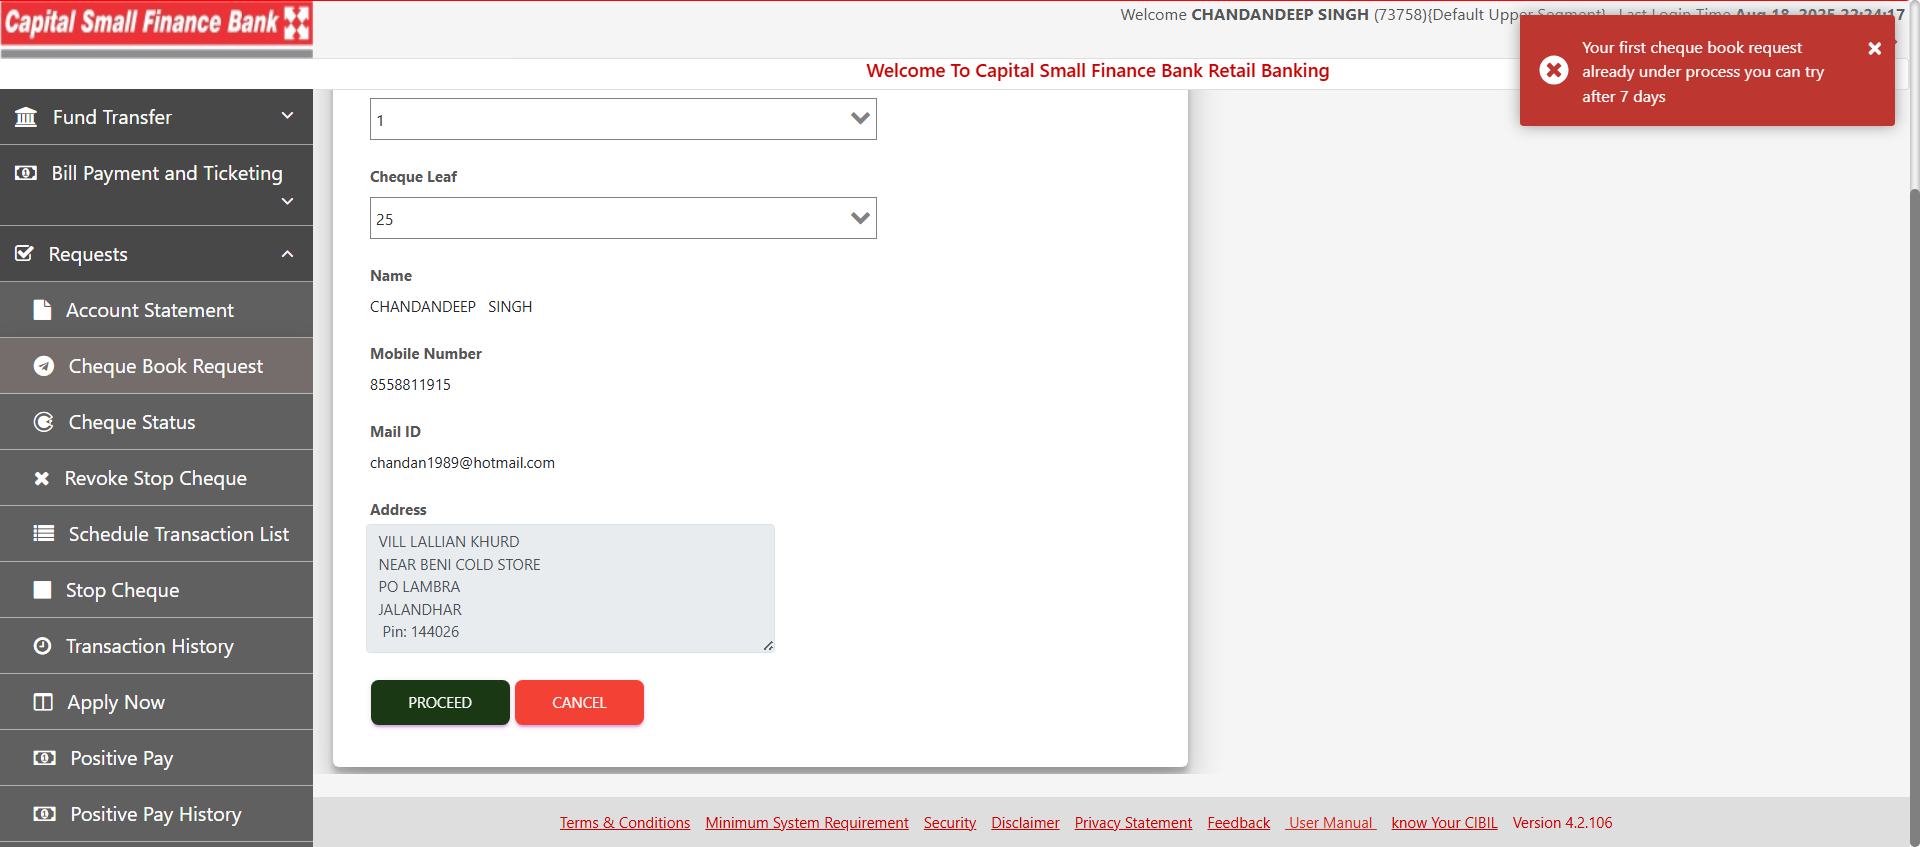 Capital Small Finance Bank
Welcome CHANDANDEEP SINGH (73758){Default Upper Segment} Last Login Time Aug 18, 2025 22:24:17
Your first cheque book request
already under process you can try
after 7 days
Welcome To Capital Small Finance Bank Retail Banking
Fund Transfer
Bill Payment and Ticketing
Requests
Account Statement
Cheque Book Request
Cheque Status
Revoke Stop Cheque
Schedule Transaction List
Stop Cheque
Transaction History
Apply Now
Positive Pay
Positive Pay History
1
Cheque Leaf
25
Name
CHANDANDEEP SINGH
Mobile Number
8558811915
Mail ID
chandan1989@hotmail.com
Address
VILL LALLIAN KHURD
NEAR BENI COLD STORE
PO LAMBRA
JALANDHAR
Pin: 144026
PROCEED CANCEL
Terms & Conditions Minimum System Requirement Security Disclaimer Privacy Statement Feedback User Manual know Your CIBIL Version 4.2.106